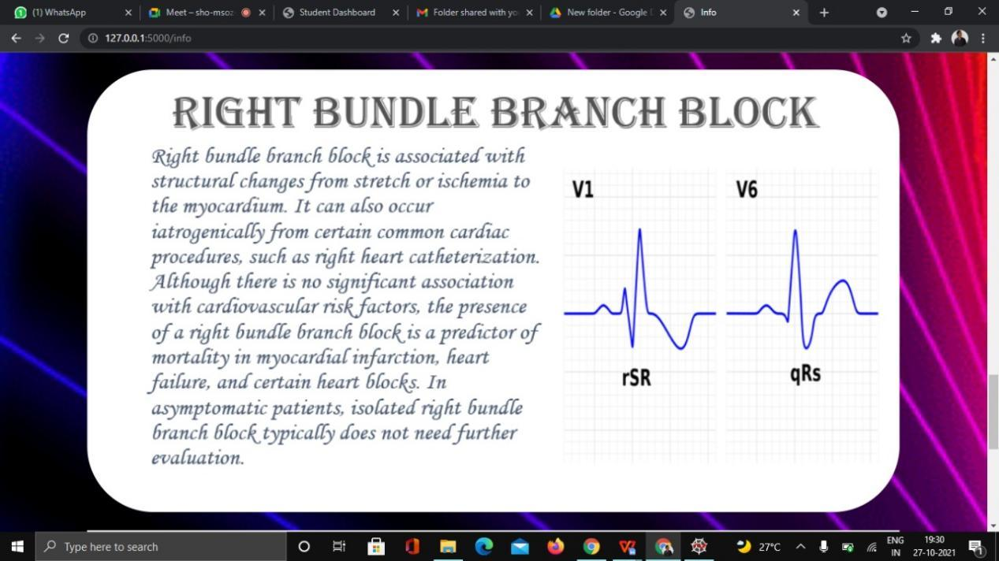 (1) WhatsApp
Meet – sho-msoz
Student Dashboard
Folder shared with yo
New folder - Google
Info
127.0.0.1:5000/info
RIGHT BUNDLE BRANCH BLOCK
Right bundle branch block is associated with
structural changes from stretch or ischemia to
the myocardium. It can also occur
iatrogenically from certain common cardiac
procedures, such as right heart catheterization.
Although there is no significant association
with cardiovascular risk factors, the presence
of a right bundle branch block is a predictor of
mortality in myocardial infarction, heart
failure, and certain heart blocks. In
asymptomatic patients, isolated right bundle
branch block typically does not need further
evaluation.
V1
V6
rSR
qRs
Type here to search
27°C
ENG
IN
19:30
27-10-2021
1